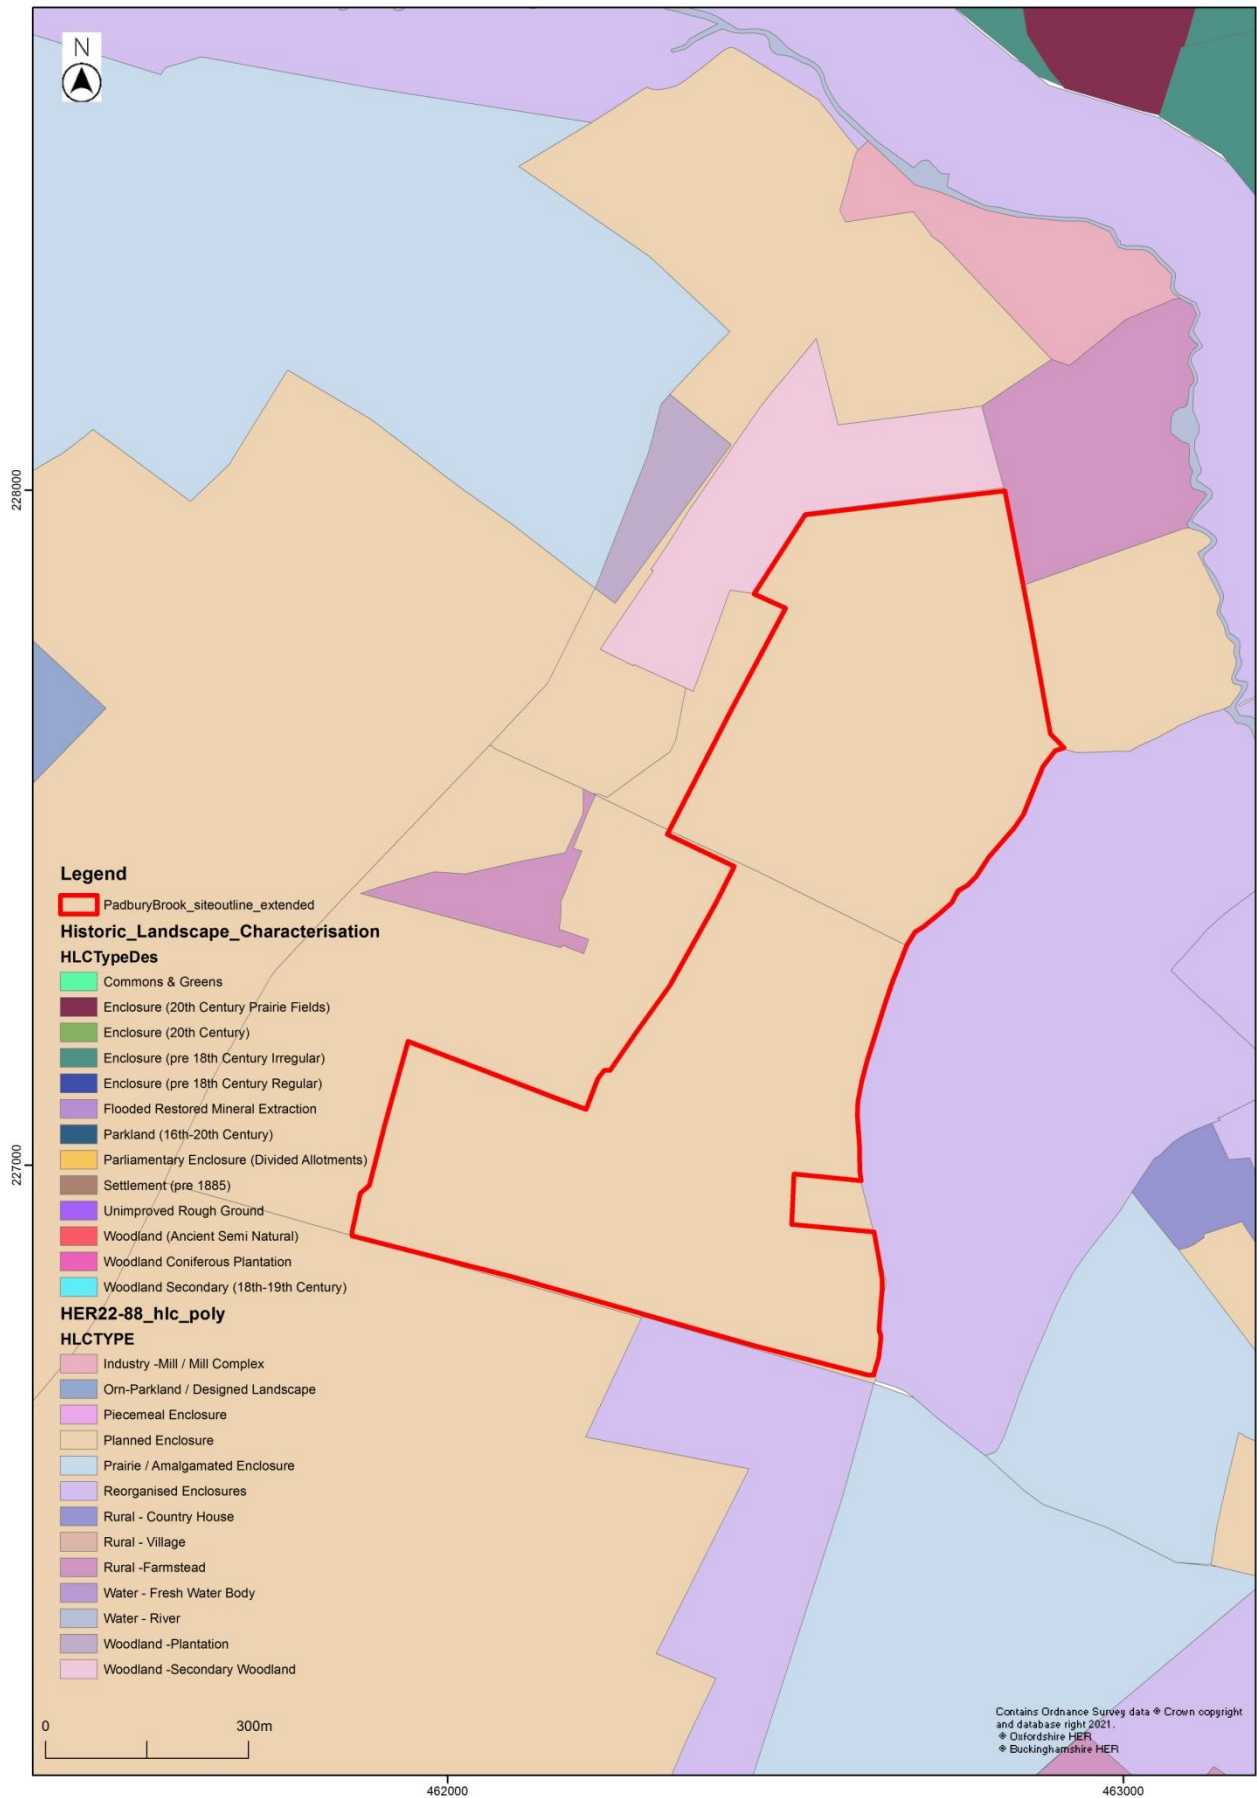 N
228000
227000
Legend
PadburyBrook_siteoutline_extended
Historic_Landscape_Characterisation
HLCTypeDes
Commons & Greens
Enclosure (20th Century Prairie Fields)
Enclosure (20th Century)
Enclosure (pre 18th Century Irregular)
Enclosure (pre 18th Century Regular)
Flooded Restored Mineral Extraction
Parkland (16th-20th Century)
Parliamentary Enclosure (Divided Allotments)
Settlement (pre 1885)
Unimproved Rough Ground
Woodland (Ancient Semi Natural)
Woodland Coniferous Plantation
Woodland Secondary (18th-19th Century)
HER22-88_hlc_poly
HLCTYPE
Industry -Mill / Mill Complex
Orn-Parkland / Designed Landscape
Piecemeal Enclosure
Planned Enclosure
Prairie / Amalgamated Enclosure
Reorganised Enclosures
Rural - Country House
Rural - Village
Rural -Farmstead
Water - Fresh Water Body
Water - River
Woodland -Plantation
Woodland -Secondary Woodland
0 300m
Contains Ordnance Survey data © Crown copyright
and database right 2021.
© Oxfordshire HER
© Buckinghamshire HER
462000 463000